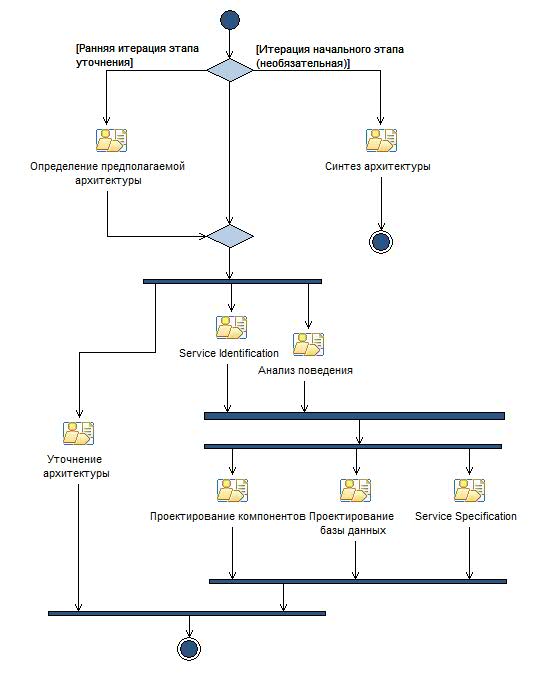 [Ранняя итерация этапа
уточнения]
[Итерация начального этапа
(необязательная)]
Определение предполагаемой
архитектуры
Синтез архитектуры
Service Identification
Анализ поведения
Уточнение
архитектуры
Проектирование компонентов
Проектирование
базы данных
Service Specification